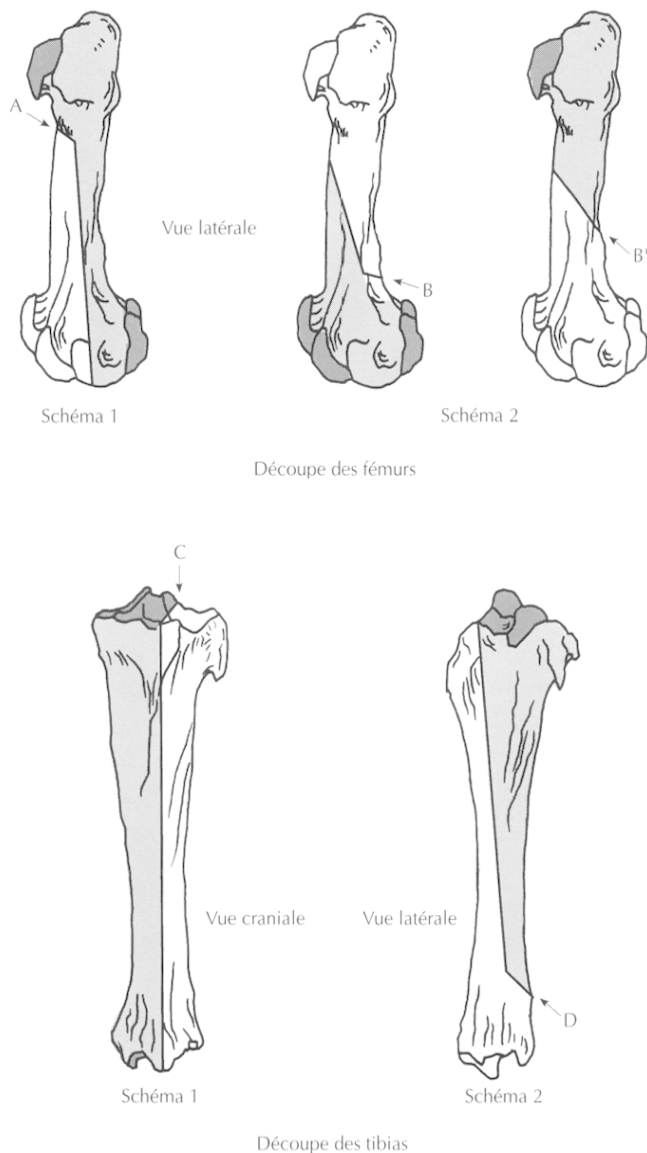 A
Vue latérale
B
B'
Schéma 1
Schéma 2
Découpe des fémurs
C
Vue craniale
Vue latérale
D
Schéma 1
Schéma 2
Découpe des tibias